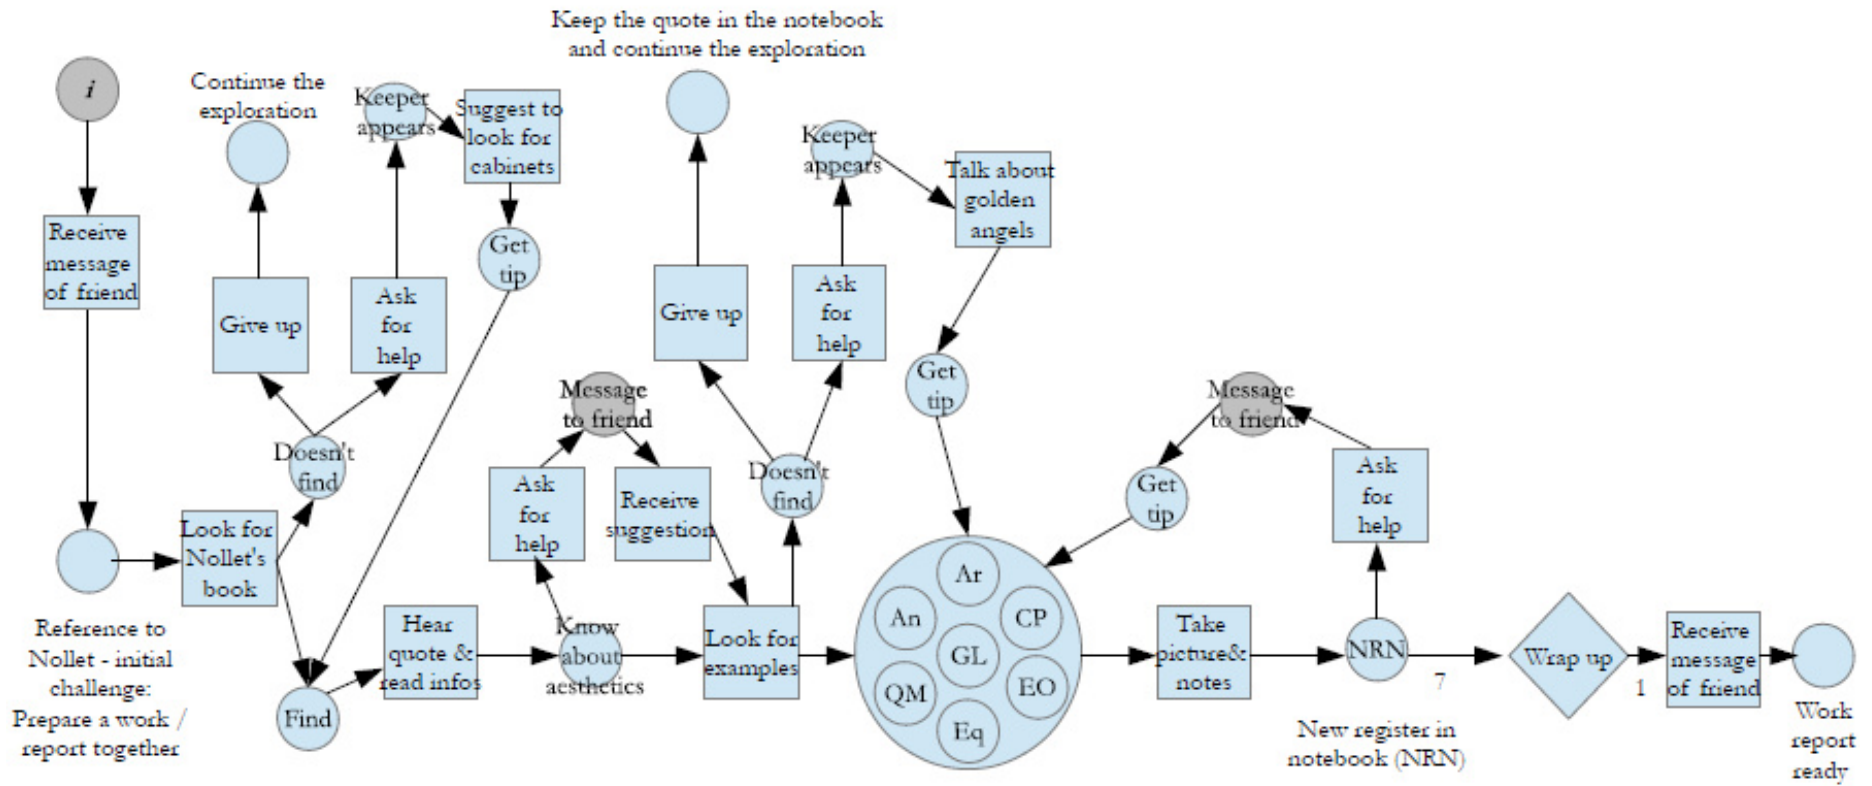 Keep the quote in the notebook
and continue the exploration
i
Continue the
exploration
Keeper
appears
Suggest to
look for
cabinets
Keeper
appears
Talk about
golden
angels
Receive
message
of friend
Get
tip
Give up
Ask
for
help
Give up
Ask
for
help
Get
tip
Message
to friend
Message
to friend
Doesn't
find
Ask
for
help
Receive
suggestion
Doesn't
find
Get
tip
Ask
for
help
Look for
Nollet's
book
Reference to
Nollet - initial
challenge:
Prepare a work /
report together
Find
Hear
quote &
read infos
Know
about
aesthetics
Look for
examples
Ar
An
CP
GL
QM
EO
Eq
Take
picture&
notes
NRN
7
New register in
notebook (NRN)
Wrap up
1
Receive
message
of friend
Work
report
ready